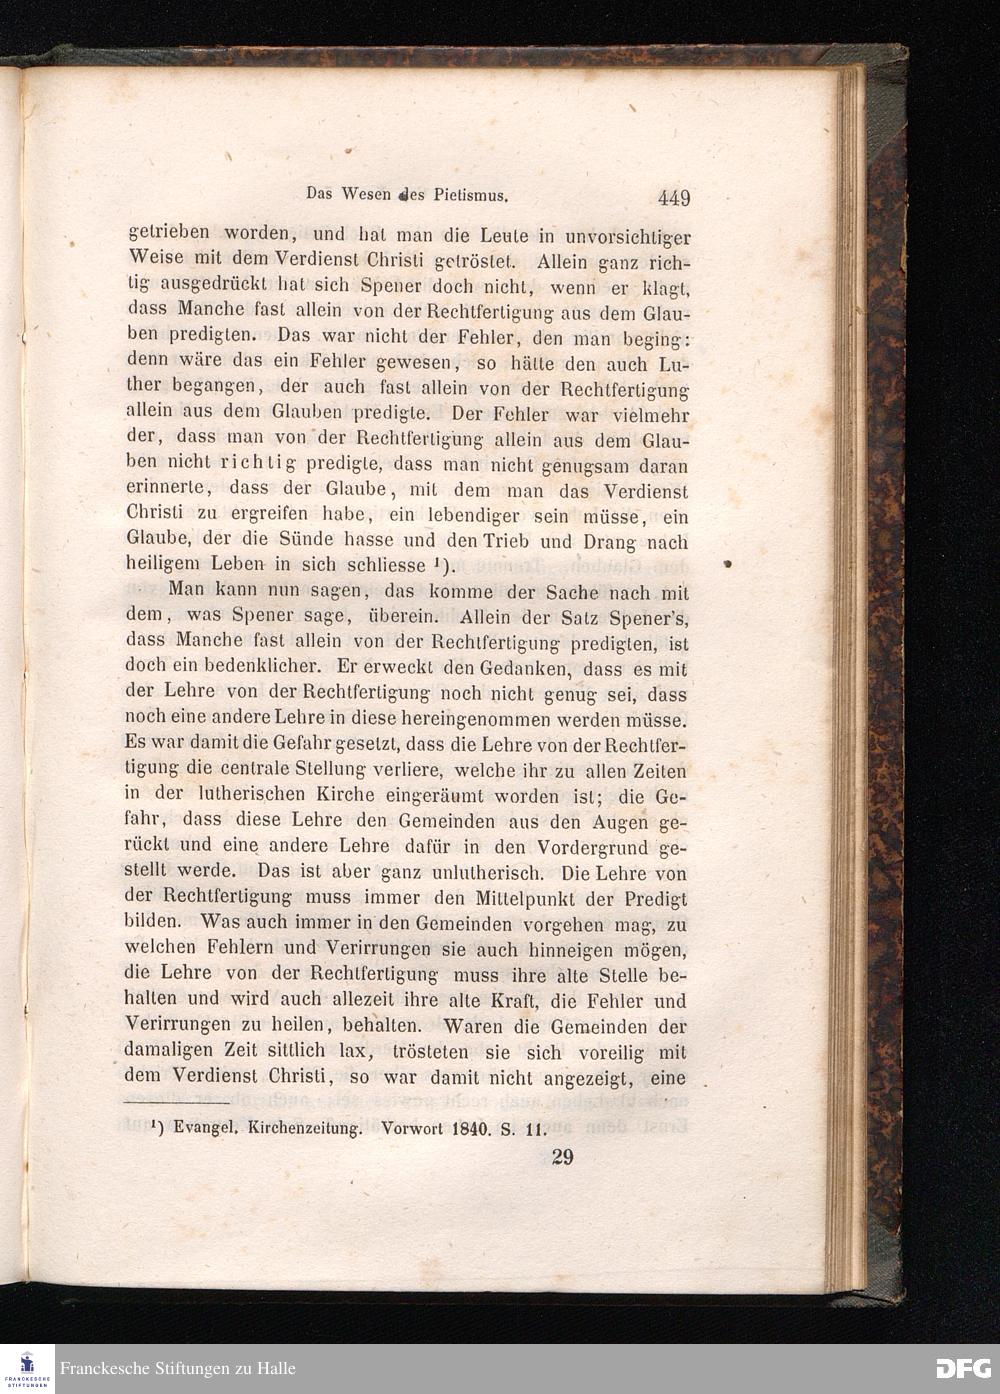 Das Wesen des Pietismus. 449
getrieben worden, und hat man die Leute in unvorsichtiger
Weise mit dem Verdienst Christi getröstet. Allein ganz rich-
tig ausgedrückt hat sich Spener doch nicht, wenn er klagt,
dass Manche fast allein von der Rechtfertigung aus dem Glau-
ben predigten. Das war nicht der Fehler, den man beging:
denn wäre das ein Fehler gewesen, so hätte den auch Lu-
ther begangen, der auch fast allein von der Rechtfertigung
allein aus dem Glauben predigte. Der Fehler war vielmehr
der, dass man von der Rechtfertigung allein aus dem Glau-
ben nicht richtig predigte, dass man nicht genugsam daran
erinnerte, dass der Glaube, mit dem man das Verdienst
Christi zu ergreifen habe, ein lebendiger sein müsse, ein
Glaube, der die Sünde hasse und den Trieb und Drang nach
heiligem Leben in sich schliesse ¹).
Man kann nun sagen, das komme der Sache nach mit
dem, was Spener sage, überein. Allein der Satz Spener's,
dass Manche fast allein von der Rechtfertigung predigten, ist
doch ein bedenklicher. Er erweckt den Gedanken, dass es mit
der Lehre von der Rechtfertigung noch nicht genug sei, dass
noch eine andere Lehre in diese hereingenommen werden müsse.
Es war damit die Gefahr gesetzt, dass die Lehre von der Rechtfer-
tigung die centrale Stellung verliere, welche ihr zu allen Zeiten
in der lutherischen Kirche eingeräumt worden ist; die Ge-
fahr, dass diese Lehre den Gemeinden aus den Augen ge-
rückt und eine andere Lehre dafür in den Vordergrund ge-
stellt werde. Das ist aber ganz unlutherisch. Die Lehre von
der Rechtfertigung muss immer den Mittelpunkt der Predigt
bilden. Was auch immer in den Gemeinden vorgehen mag, zu
welchen Fehlern und Verirrungen sie auch hinneigen mögen,
die Lehre von der Rechtfertigung muss ihre alte Stelle be-
halten und wird auch allezeit ihre alte Kraft, die Fehler und
Verirrungen zu heilen, behalten. Waren die Gemeinden der
damaligen Zeit sittlich lax, trösteten sie sich voreilig mit
dem Verdienst Christi, so war damit nicht angezeigt, eine
¹) Evangel. Kirchenzeitung. Vorwort 1840. S. 11.
29
FRANCKESCHE
STIFTUNGEN
Franckesche Stiftungen zu Halle
DFG